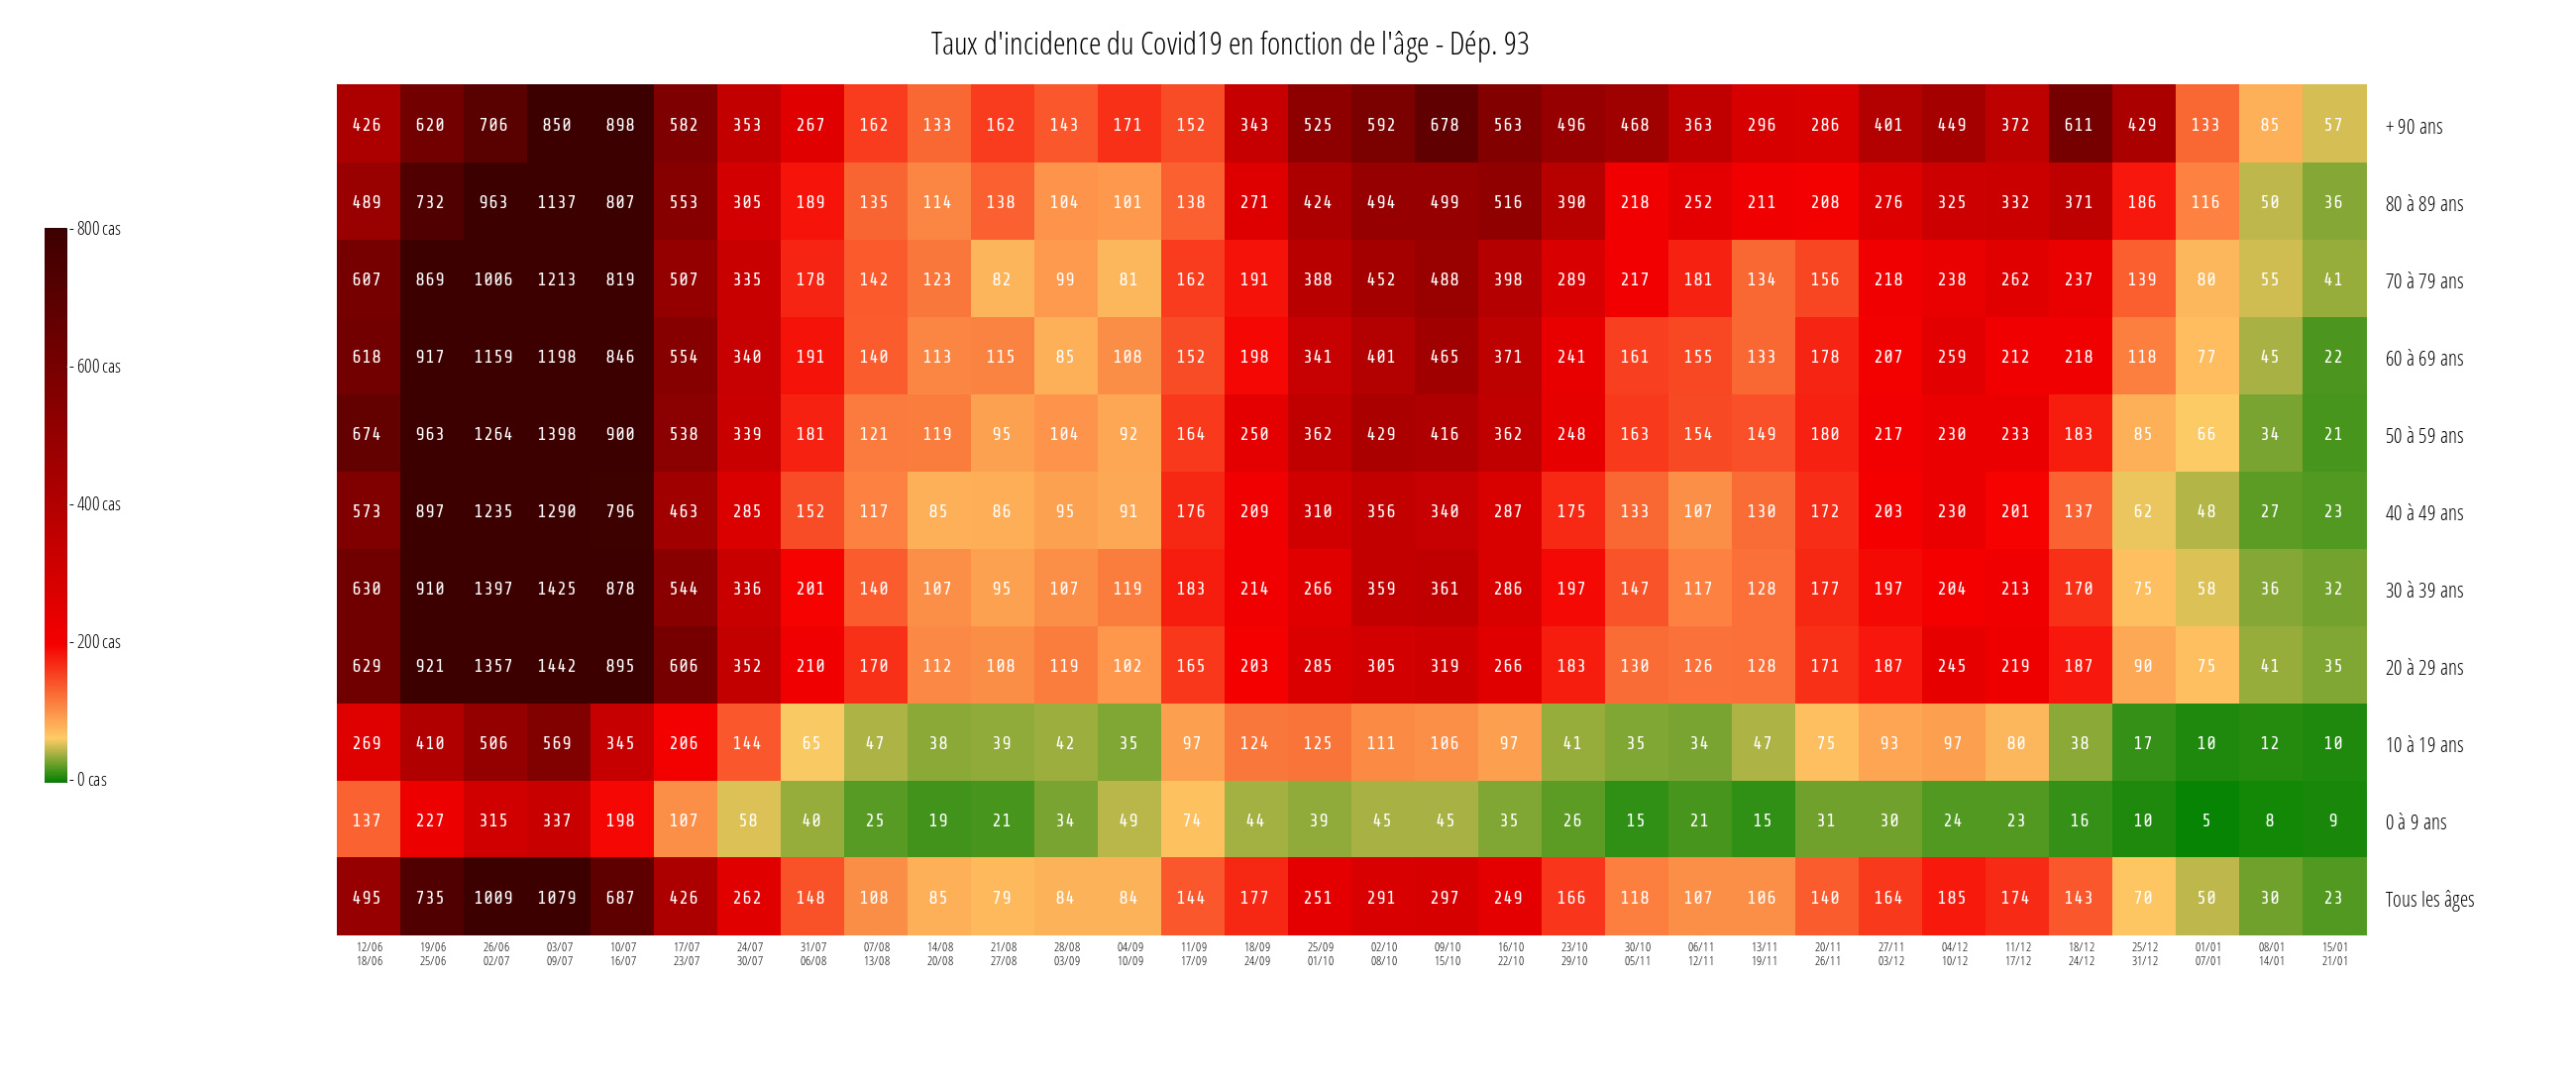 Taux d'incidence du Covid19 en fonction de l'âge - Dép. 93
426 620 706 850 898 582 353 267 162 133 162 143 171 152 343 525 592 678 563 496 468 363 296 286 401 449 372 611 429 133 85 57 + 90 ans
489 732 963 1137 807 553 305 189 135 114 138 104 101 138 271 424 494 499 516 390 218 252 211 208 276 325 332 371 186 116 50 36 80 à 89 ans
- 800 cas
607 869 1006 1213 819 507 335 178 142 123 82 99 81 162 191 388 452 488 398 289 217 181 134 156 218 238 262 237 139 80 55 41 70 à 79 ans
618 917 1159 1198 846 554 340 191 140 113 115 85 108 152 198 341 401 465 371 241 161 155 133 178 207 259 212 218 118 77 45 22 60 à 69 ans
- 600 cas
674 963 1264 1398 900 538 339 181 121 119 95 104 92 164 250 362 429 416 362 248 163 154 149 180 217 230 233 183 85 66 34 21 50 à 59 ans
- 400 cas
573 897 1235 1290 796 463 285 152 117 85 86 95 91 176 209 310 356 340 287 175 133 107 130 172 203 230 201 137 62 48 27 23 40 à 49 ans
630 910 1397 1425 878 544 336 201 140 107 95 107 119 183 214 266 359 361 286 197 147 117 128 177 197 204 213 170 75 58 36 32 30 à 39 ans
- 200 cas
629 921 1357 1442 895 606 352 210 170 112 108 119 102 165 203 285 305 319 266 183 130 126 128 171 187 245 219 187 90 75 41 35 20 à 29 ans
269 410 506 569 345 206 144 65 47 38 39 42 35 97 124 125 111 106 97 41 35 34 47 75 93 97 80 38 17 10 12 10 10 à 19 ans
- 0 cas
137 227 315 337 198 107 58 40 25 19 21 34 49 74 44 39 45 45 35 26 15 21 15 31 30 24 23 16 10 5 8 9 0 à 9 ans
495 735 1009 1079 687 426 262 148 108 85 79 84 84 144 177 251 291 297 249 166 118 107 106 140 164 185 174 143 70 50 30 23 Tous les âges
12/06 19/06 26/06 03/07 10/07 17/07 24/07 31/07 07/08 14/08 21/08 28/08 04/09 11/09 18/09 25/09 02/10 09/10 16/10 23/10 30/10 06/11 13/11 20/11 27/11 04/12 11/12 18/12 25/12 01/01 08/01 15/01
18/06 25/06 02/07 09/07 16/07 23/07 30/07 06/08 13/08 20/08 27/08 03/09 10/09 17/09 24/09 01/10 08/10 15/10 22/10 29/10 05/11 12/11 19/11 26/11 03/12 10/12 17/12 24/12 31/12 07/01 14/01 21/01